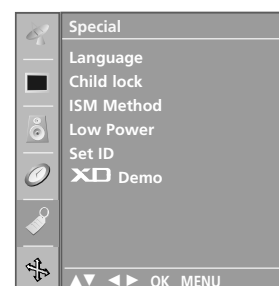 Special
Language
Child lock
ISM Method
Low Power
Set ID
XD Demo
▲▼ ◀▶ OK MENU